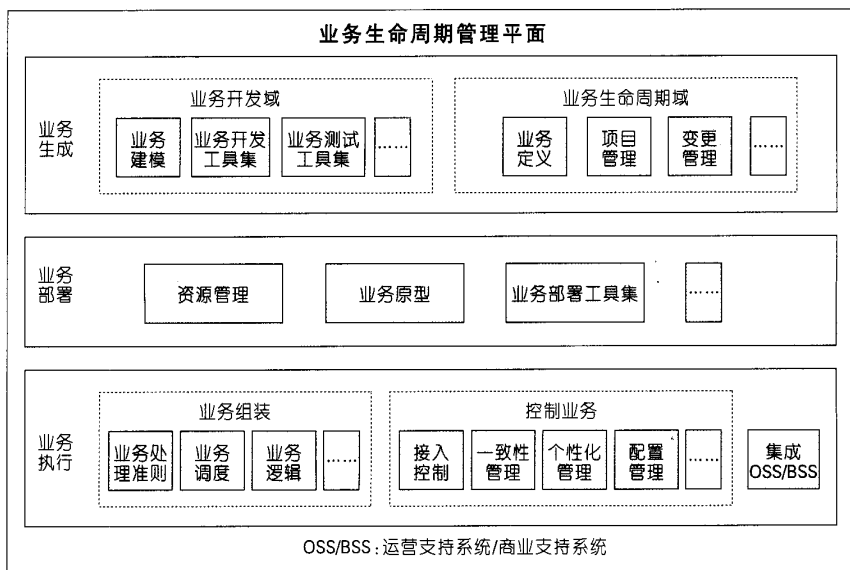 业务生命周期管理平面
业务开发域
业务生命周期域
业务
生成
业务
建模
业务开发
工具集
业务测试
工具集
……
业务
定义
项目
管理
变更
管理
……
业务
部署
资源管理
业务原型
业务部署工具集
……
业务组装
控制业务
业务
执行
业务处
理准则
业务
调度
业务
逻辑
……
接入
控制
一致性
管理
个性化
管理
配置
管理
……
集成
OSS/BSS
OSS/BSS：运营支持系统/商业支持系统